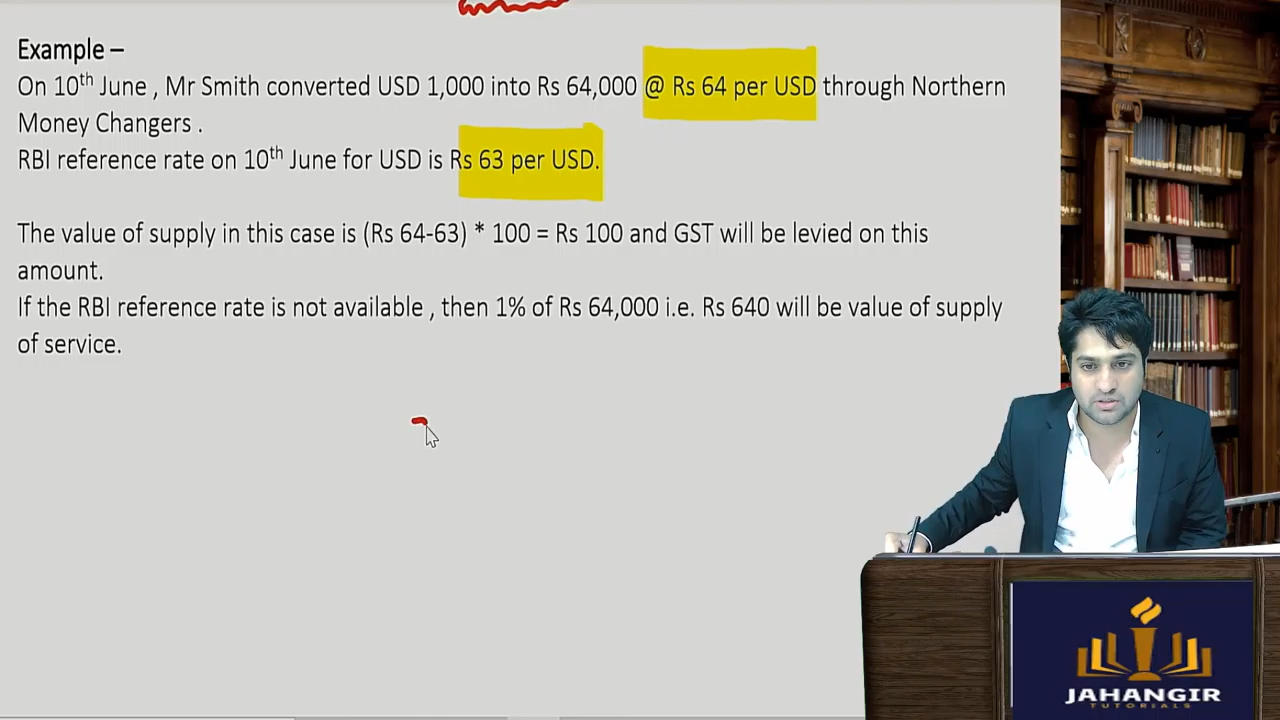 Example –
On 10th June , Mr Smith converted USD 1,000 into Rs 64,000 @ Rs 64 per USD through Northern
Money Changers .
RBI reference rate on 10th June for USD is Rs 63 per USD.
The value of supply in this case is (Rs 64-63) * 100 = Rs 100 and GST will be levied on this
amount.
If the RBI reference rate is not available , then 1% of Rs 64,000 i.e. Rs 640 will be value of supply
of service.
JAHANGIR
TUTORIALS